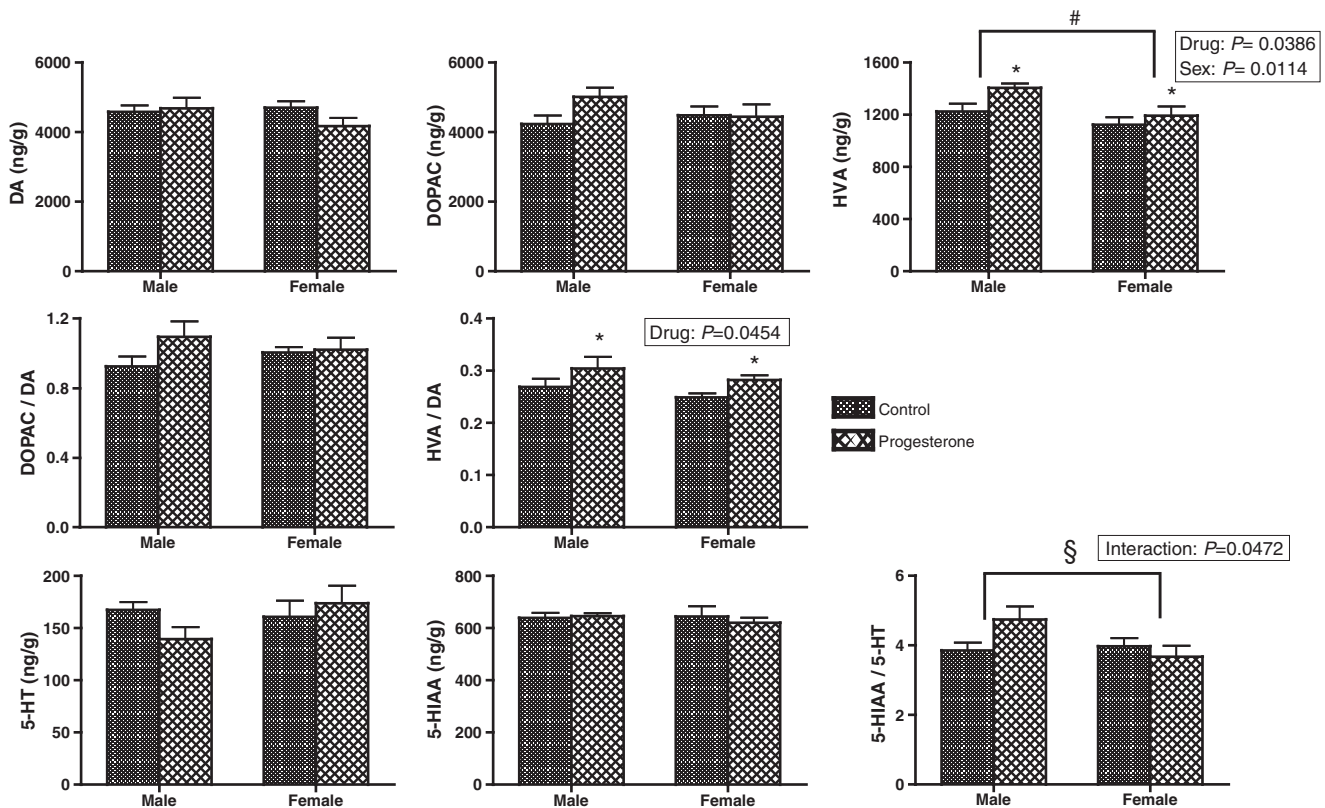 #
Drug: P= 0.0386
Sex: P= 0.0114
6000
4000
2000
0
DA (ng/g)
Male Female
6000
4000
2000
0
DOPAC (ng/g)
Male Female
1600
1200
800
400
0
HVA (ng/g)
* *
Male Female
1.2
0.8
0.4
0.0
DOPAC / DA
Male Female
0.4
0.3
0.2
0.1
0.0
HVA / DA
Drug: P=0.0454
* *
Male Female
Control
Progesterone
200
150
100
50
0
5-HT (ng/g)
Male Female
800
600
400
200
0
5-HIAA (ng/g)
Male Female
§
Interaction: P=0.0472
6
4
2
0
5-HIAA / 5-HT
Male Female